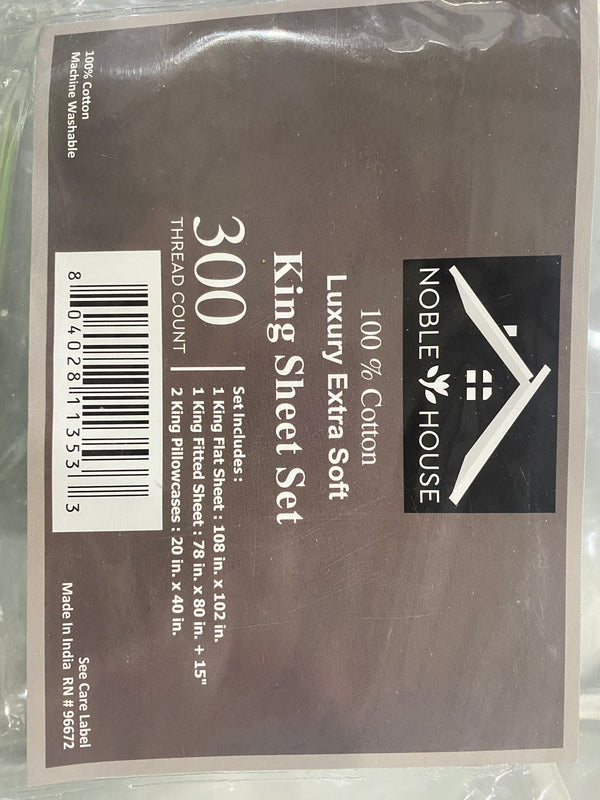 NOBLE HOUSE
100 % Cotton
Luxury Extra Soft
King Sheet Set
300
THREAD COUNT
Set Includes :
1 King Flat Sheet : 108 in. x 102 in.
1 King Fitted Sheet : 78 in. x 80 in. + 15"
2 King Pillowcases : 20 in. x 40 in.
100% Cotton
Machine Washable
8 04028 11353 3
See Care Label
Made In India RN # 96672